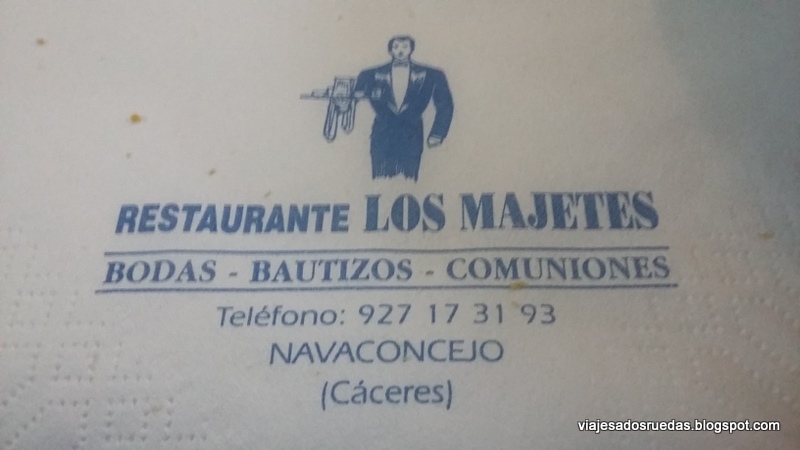 RESTAURANTE LOS MAJETES
BODAS - BAUTIZOS - COMUNIONES
Teléfono: 927 17 31 93
NAVACONCEJO
(Cáceres)
viajesadosruedas.blogspot.com